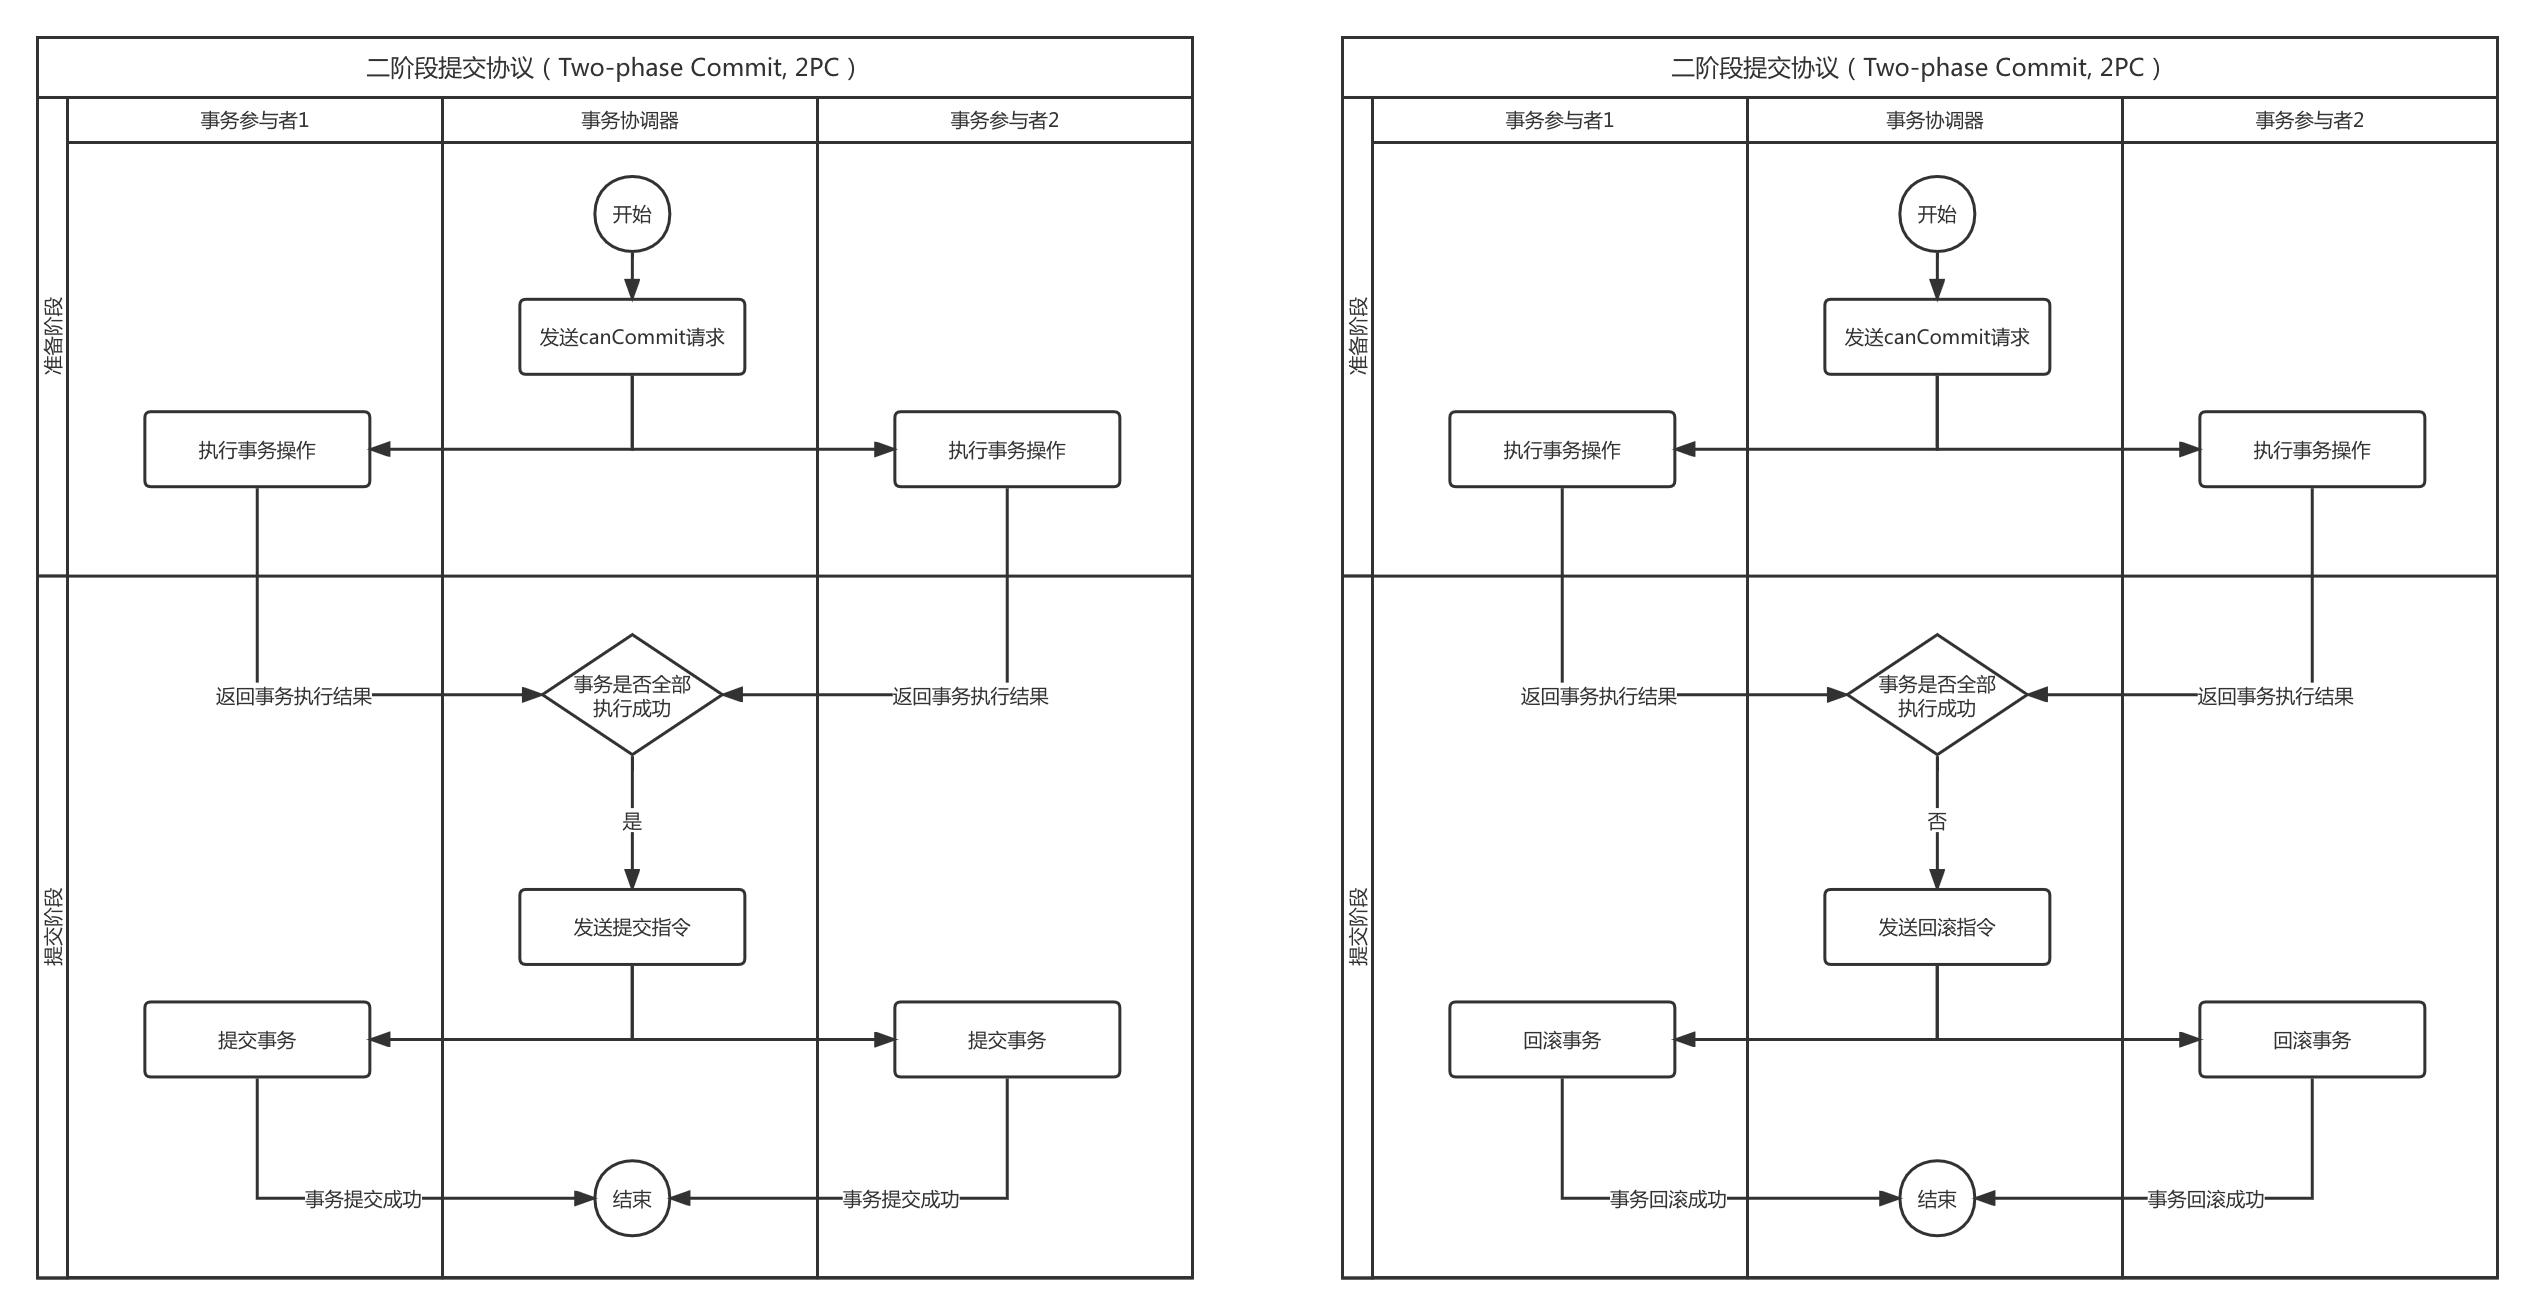 二阶段提交协议（Two-phase Commit, 2PC）
事务参与者1
事务协调器
事务参与者2
准备阶段
开始
发送canCommit请求
执行事务操作
执行事务操作
提交阶段
返回事务执行结果
事务是否全部
执行成功
返回事务执行结果
是
发送提交指令
提交事务
提交事务
事务提交成功
结束
事务提交成功
二阶段提交协议（Two-phase Commit, 2PC）
事务参与者1
事务协调器
事务参与者2
准备阶段
开始
发送canCommit请求
执行事务操作
执行事务操作
提交阶段
返回事务执行结果
事务是否全部
执行成功
返回事务执行结果
否
发送回滚指令
回滚事务
回滚事务
事务回滚成功
结束
事务回滚成功